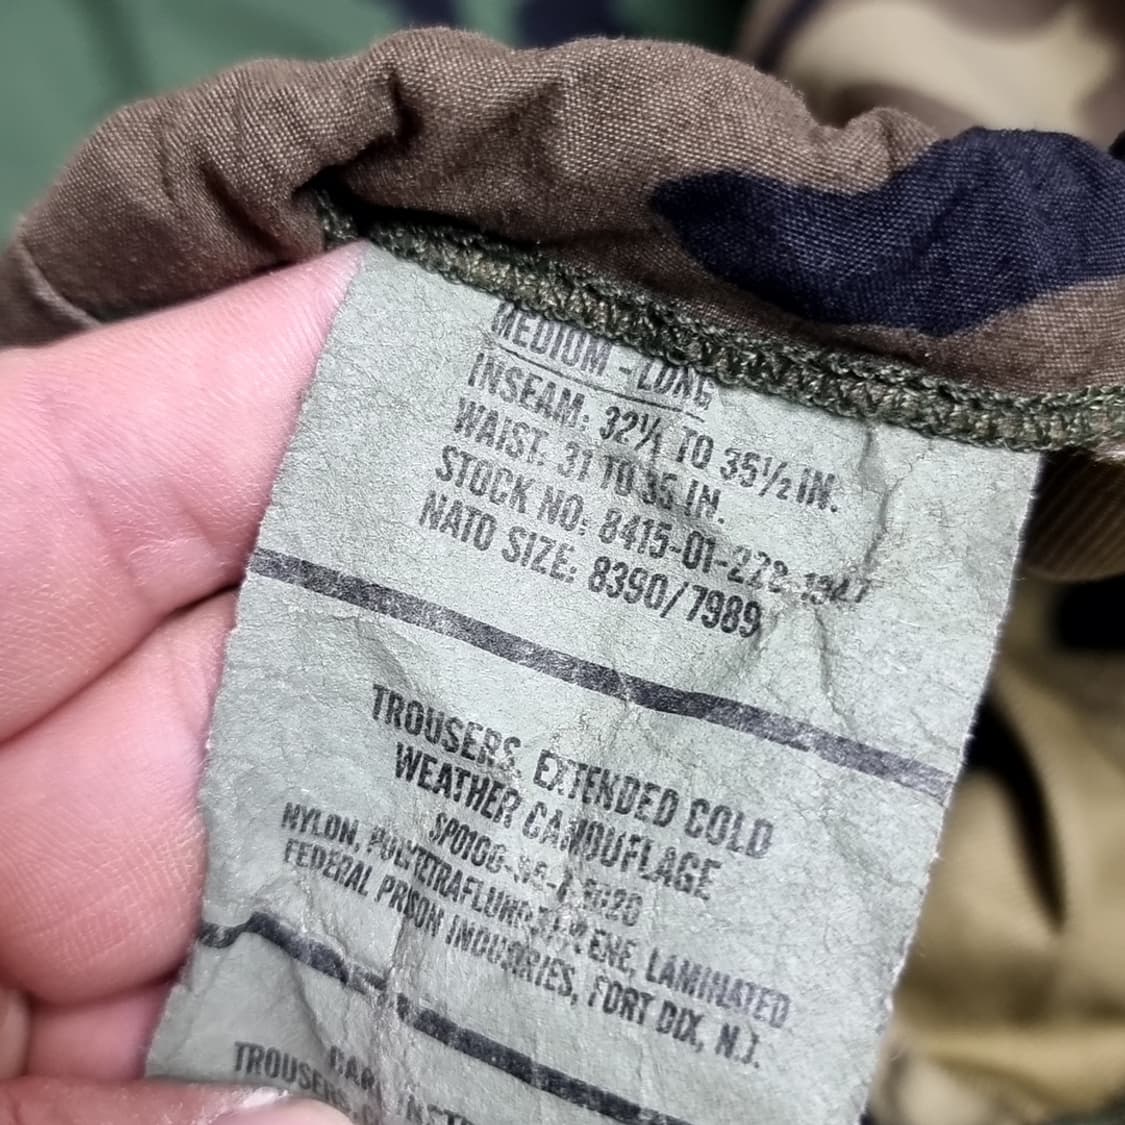 MEDIUM - LONG
INSEAM: 32½ TO 35½ IN.
WAIST: 31 TO 35 IN.
STOCK NO: 8415-01-228-1347
NATO SIZE: 8390/7989
TROUSERS, EXTENDED COLD
WEATHER CAMOUFLAGE
NYLON, POLYTETRAFLUOROETHYLENE, LAMINATED
FEDERAL PRISON INDUSTRIES, FORT DIX, N.J.